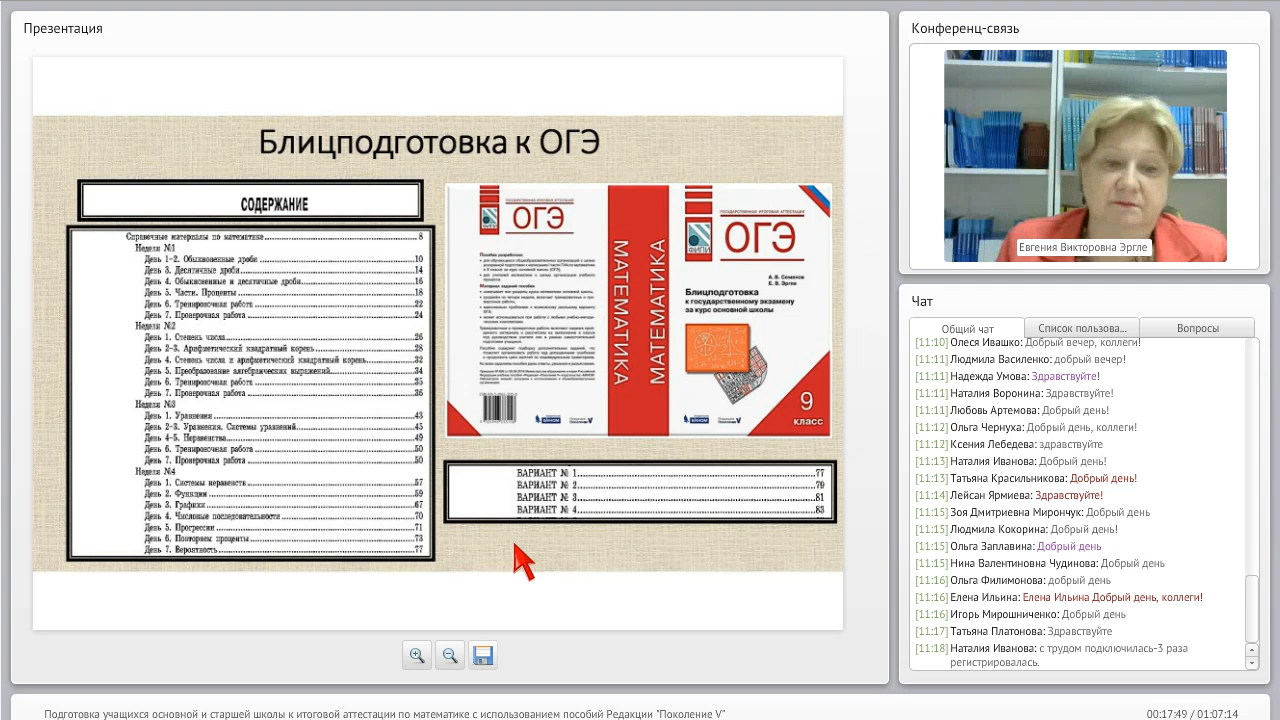 Презентация
Блицподготовка к ОГЭ
СОДЕРЖАНИЕ
Справочные материалы по математике 8
Неделя №1
День 1-2. Обыкновенные дроби 10
День 3. Десятичные дроби 14
День 4. Обыкновенные и десятичные дроби 16
День 5. Части. Проценты 18
День 6. Тренировочная работа 22
День 7. Проверочная работа 24
Неделя №2
День 1. Степень числа 26
День 2-3. Арифметический квадратный корень 28
День 4. Степень числа и арифметический квадратный корень 32
День 5. Преобразование алгебраических выражений 34
День 6. Тренировочная работа 35
День 7. Проверочная работа 36
Неделя №3
День 1. Уравнения 43
День 2-3. Уравнения. Системы уравнений 45
День 4-5. Неравенства 49
День 6. Тренировочная работа 50
День 7. Проверочная работа 50
Неделя №4
День 1. Системы неравенств 57
День 2. Функции 59
День 3. Графики 67
День 4. Числовые последовательности 70
День 5. Прогрессии 71
День 6. Повторяем проценты 73
День 7. Вероятность 77
ГОСУДАРСТВЕННАЯ ИТОГОВАЯ АТТЕСТАЦИЯ
ОГЭ
МАТЕМАТИКА
МАТЕМАТИКА
ФИПИ
ГОСУДАРСТВЕННАЯ ИТОГОВАЯ АТТЕСТАЦИЯ
ОГЭ
А. В. Семенов
Е. В. Эргле
Блицподготовка
к государственному экзамену
за курс основной школы
9
класс
БИНОМ
БИНОМ
ВАРИАНТ № 1 77
ВАРИАНТ № 2 79
ВАРИАНТ № 3 81
ВАРИАНТ № 4 83
Конференц-связь
Евгения Викторовна Эргле
Чат
Общий чат
Список пользова...
[11:10] Олеся Ивашко: Добрый вечер, коллеги!
[11:11] Людмила Василенко: добрый вечер!
[11:11] Надежда Умова: Здравствуйте!
[11:11] Наталия Воронина: Здравствуйте!
[11:11] Любовь Артемова: Добрый день!
[11:12] Ольга Чернуха: Добрый день, коллеги!
[11:12] Ксения Лебедева: здравствуйте
[11:13] Наталия Иванова: Добрый день!
[11:13] Татьяна Красильникова: Добрый день!
[11:14] Лейсан Ярмиева: Здравствуйте!
[11:15] Зоя Дмитриевна Мирончук: Добрый день
[11:15] Людмила Кокорина: Добрый день!
[11:15] Ольга Заплавина: Добрый день
[11:15] Нина Валентиновна Чудинова: Добрый день
[11:16] Ольга Филимонова: добрый день
[11:16] Елена Ильина: Елена Ильина Добрый день, коллеги!
[11:16] Игорь Мирошниченко: Добрый день
[11:17] Татьяна Платонова: Здравствуйте
[11:18] Наталия Иванова: с трудом подключилась-3 раза
регистрировалась.
Подготовка учащихся основной и старшей школы к итоговой аттестации по математике с использованием пособий Редакции "Поколение V"
00:17:49 / 01:07:14